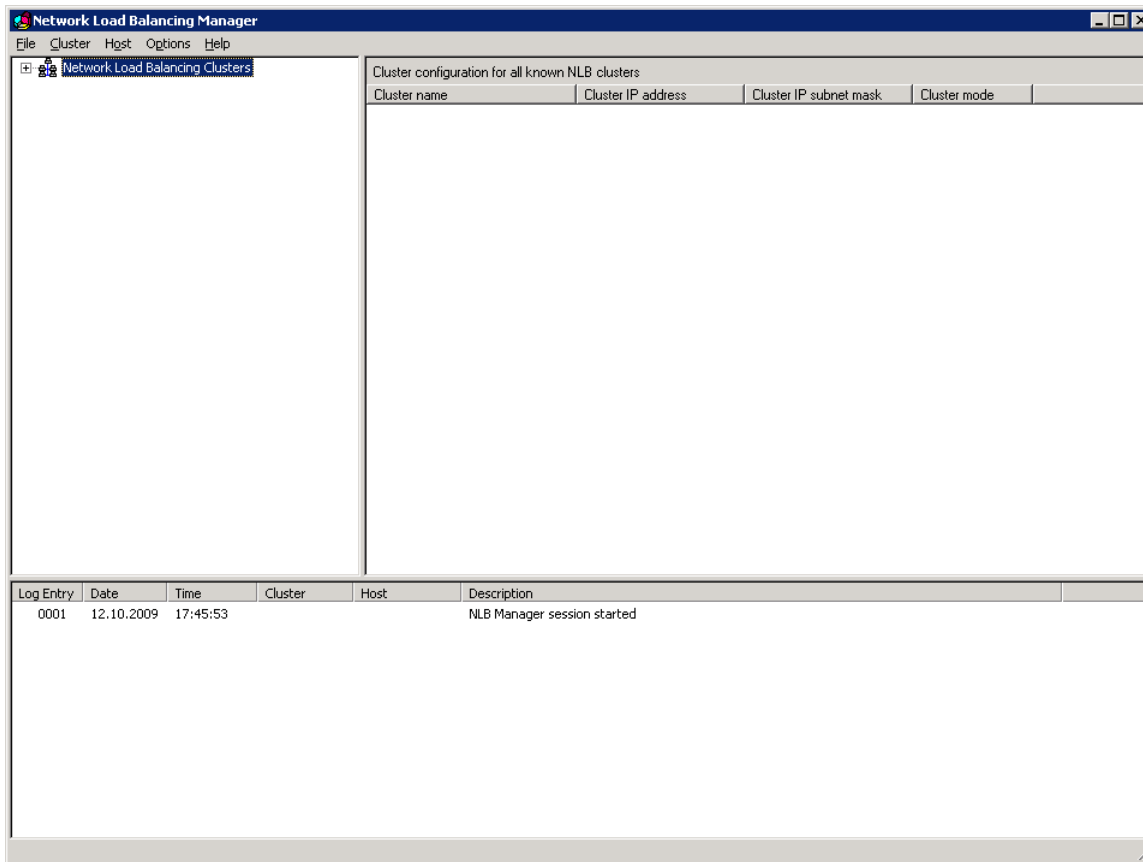 Network Load Balancing Manager
File Cluster Host Options Help
Network Load Balancing Clusters
Cluster configuration for all known NLB clusters
Cluster name Cluster IP address Cluster IP subnet mask Cluster mode
Log Entry Date Time Cluster Host Description
0001 12.10.2009 17:45:53 NLB Manager session started